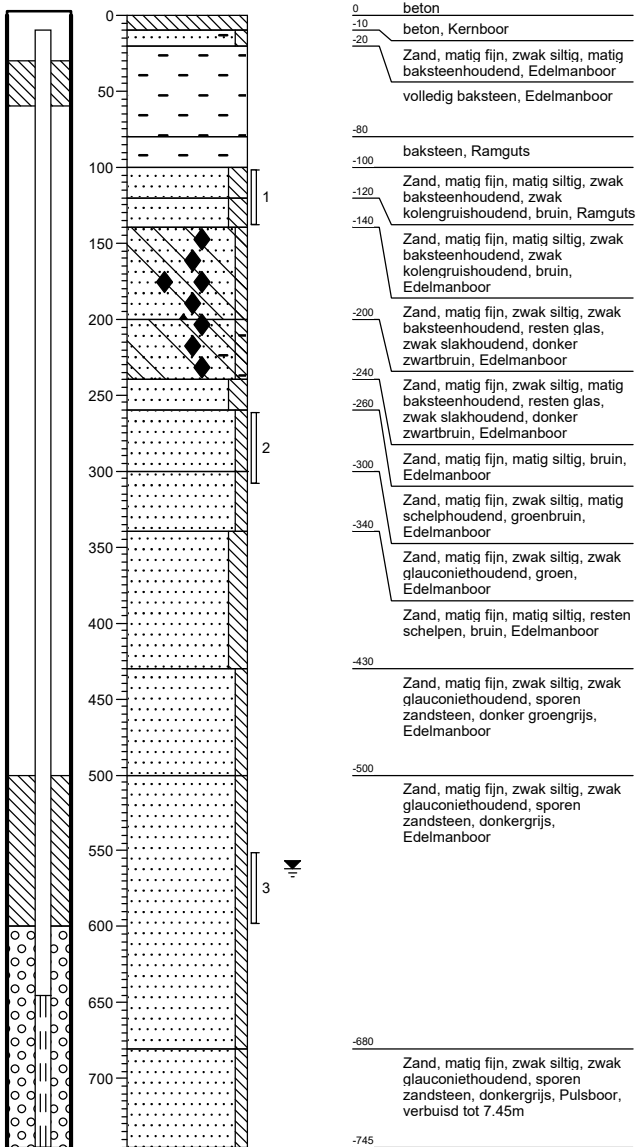 0
50
100
150
200
250
300
350
400
450
500
550
600
650
700
1
2
3
0
beton
-10
beton, Kernboor
-20
Zand, matig fijn, zwak siltig, matig
baksteenhoudend, Edelmanboor
volledig baksteen, Edelmanboor
-80
baksteen, Ramguts
-100
Zand, matig fijn, matig siltig, zwak
baksteenhoudend, zwak
kolengruishoudend, bruin, Ramguts
-120
Zand, matig fijn, matig siltig, zwak
baksteenhoudend, zwak
kolengruishoudend, bruin,
Edelmanboor
-140
Zand, matig fijn, zwak siltig, zwak
baksteenhoudend, resten glas,
zwak slakhoudend, donker
zwartbruin, Edelmanboor
-200
Zand, matig fijn, zwak siltig, matig
baksteenhoudend, resten glas,
zwak slakhoudend, donker
zwartbruin, Edelmanboor
-240
Zand, matig fijn, matig siltig, bruin,
Edelmanboor
-260
Zand, matig fijn, zwak siltig, matig
schelphoudend, groenbruin,
Edelmanboor
-300
Zand, matig fijn, zwak siltig, zwak
glauconiethoudend, groen,
Edelmanboor
-340
Zand, matig fijn, matig siltig, resten
schelpen, bruin, Edelmanboor
-430
Zand, matig fijn, zwak siltig, zwak
glauconiethoudend, sporen
zandsteen, donker groengrijs,
Edelmanboor
-500
Zand, matig fijn, zwak siltig, zwak
glauconiethoudend, sporen
zandsteen, donkergrijs,
Edelmanboor
-680
Zand, matig fijn, zwak siltig, zwak
glauconiethoudend, sporen
zandsteen, donkergrijs, Pulsboor,
verbuisd tot 7.45m
-745